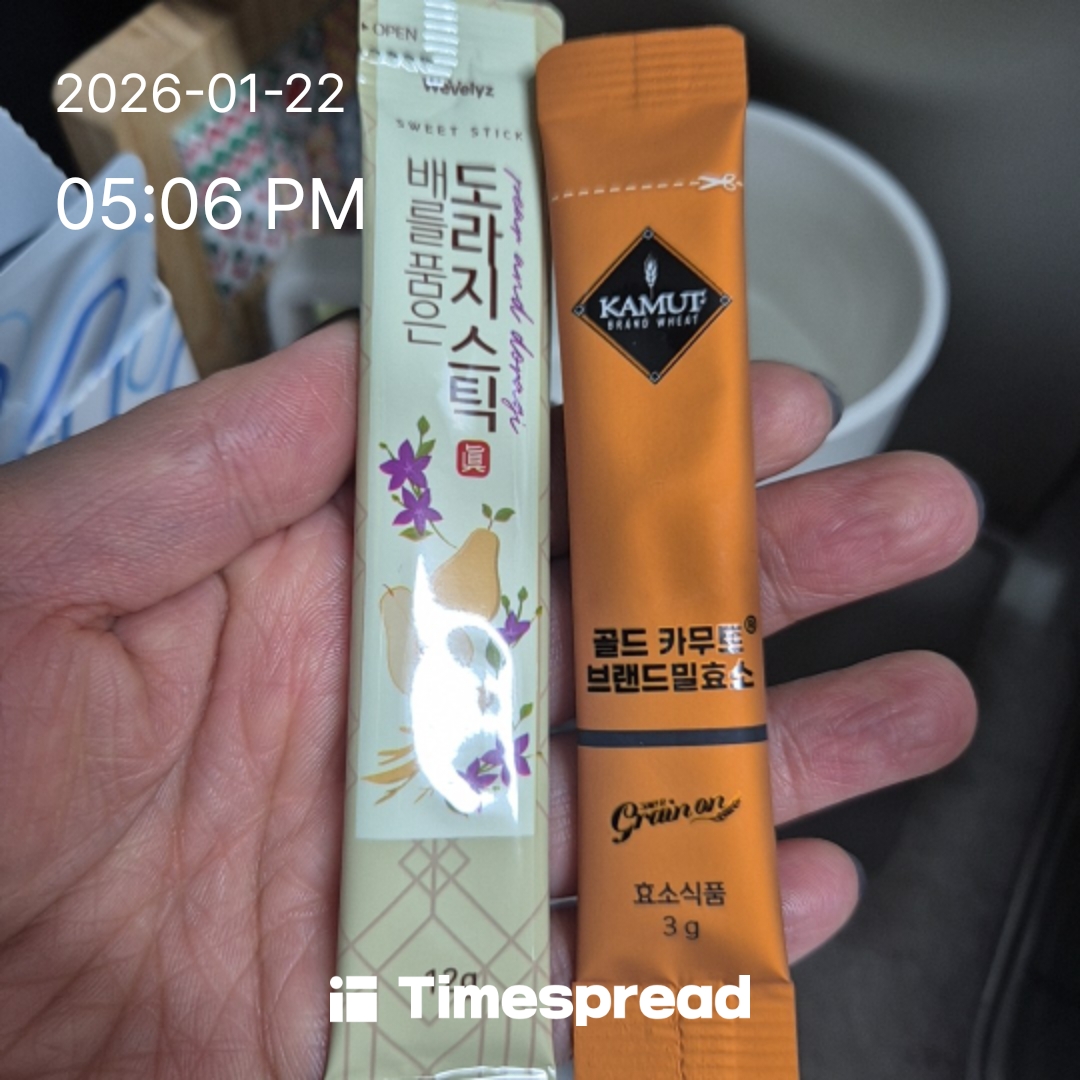 2026-01-22
05:06 PM
OPEN
Wevelyz
SWEET STICK
배를품은
도라지스틱
pear and doragi
眞
12g
KAMUT®
BRAND WHEAT
골드 카무트®
브랜드밀효소
Grain on
효소식품
3 g
Timespread